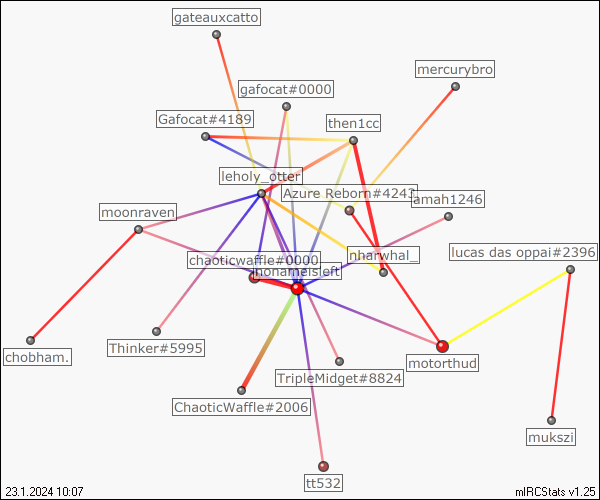 gateauxcatto
mercurybro
gafocat#0000
Gafocat#4189
then1cc
leholy_otter
Azure Reborn#4243
amah1246
moonraven
nharwhal_
lucas das oppai#2396
chaoticwaffle#0000
nonameisleft
chobham.
Thinker#5995
motorthud
TripleMidget#8824
ChaoticWaffle#2006
mukszi
tt532
23.1.2024 10:07
mIRCStats v1.25